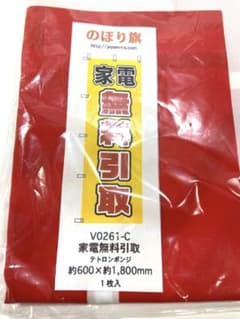 のぼり旗
家電
無料引取
V0261-C
家電無料引取
テトロンポンジ
約600×約1,800mm
1枚入